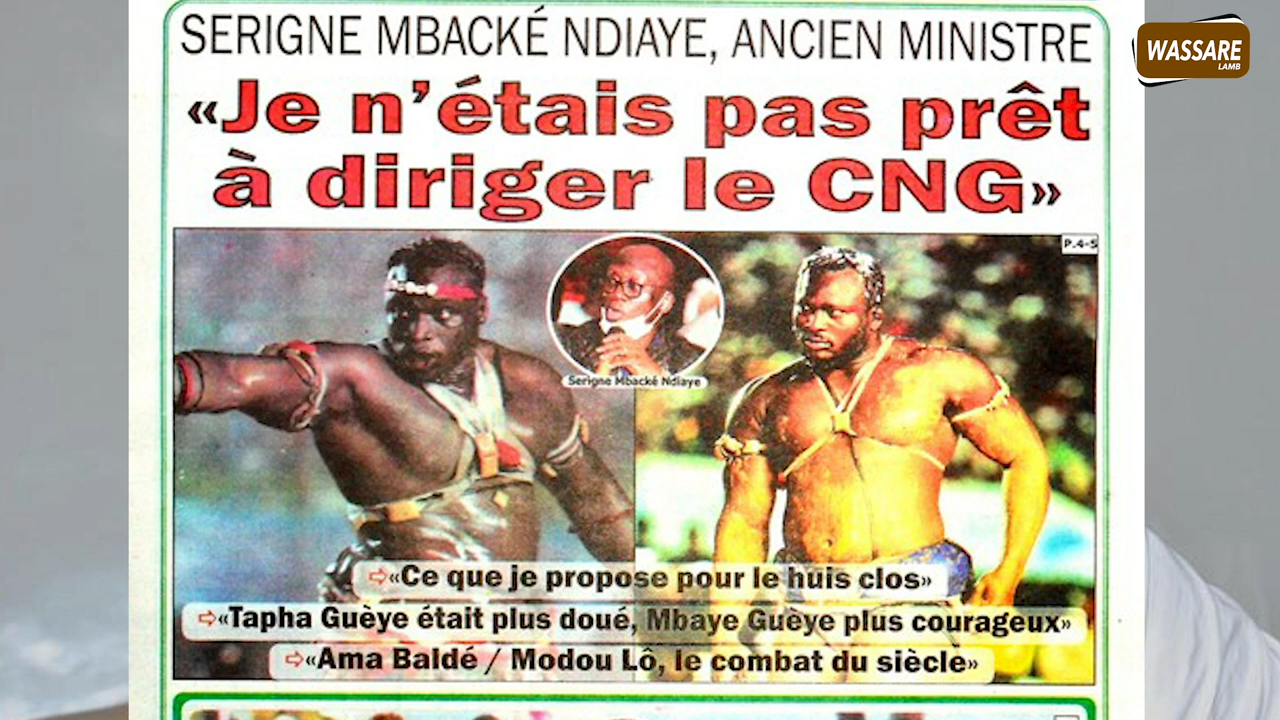 SERIGNE MBACKÉ NDIAYE, ANCIEN MINISTRE
WASSARE
LAMB
«Je n’étais pas prêt
à diriger le CNG»
P.4-5
Serigne Mbacké Ndiaye
⇨«Ce que je propose pour le huis clos»
⇨«Tapha Guèye était plus doué, Mbaye Guèye plus courageux»
⇨«Ama Baldé / Modou Lô, le combat du siècle»